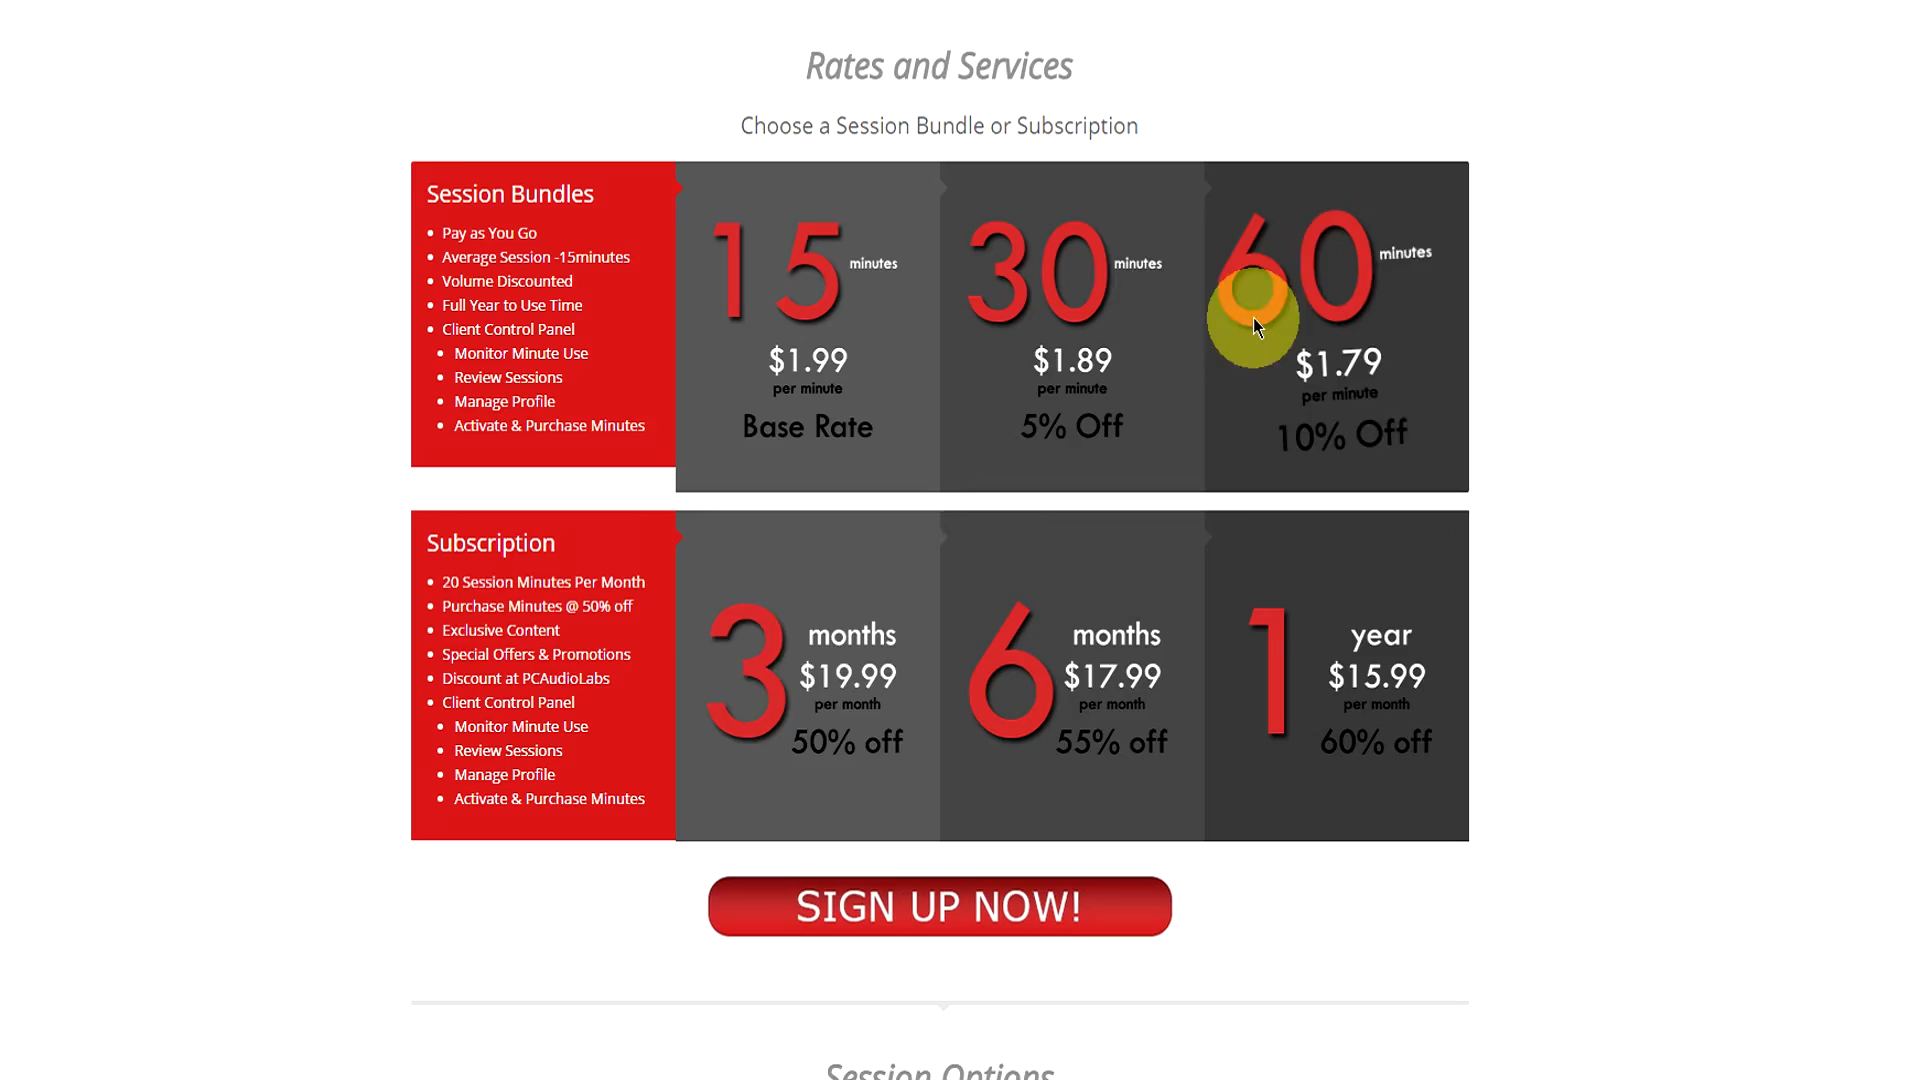 Rates and Services
Choose a Session Bundle or Subscription
Session Bundles
Pay as You Go
Average Session -15minutes
Volume Discounted
Full Year to Use Time
Client Control Panel
Monitor Minute Use
Review Sessions
Manage Profile
Activate & Purchase Minutes
15 minutes
$1.99
per minute
Base Rate
30 minutes
$1.89
per minute
5% Off
60 minutes
$1.79
per minute
10% Off
Subscription
20 Session Minutes Per Month
Purchase Minutes @ 50% off
Exclusive Content
Special Offers & Promotions
Discount at PCAudioLabs
Client Control Panel
Monitor Minute Use
Review Sessions
Manage Profile
Activate & Purchase Minutes
3 months
$19.99
per month
50% off
6 months
$17.99
per month
55% off
1 year
$15.99
per month
60% off
SIGN UP NOW!
Session Options